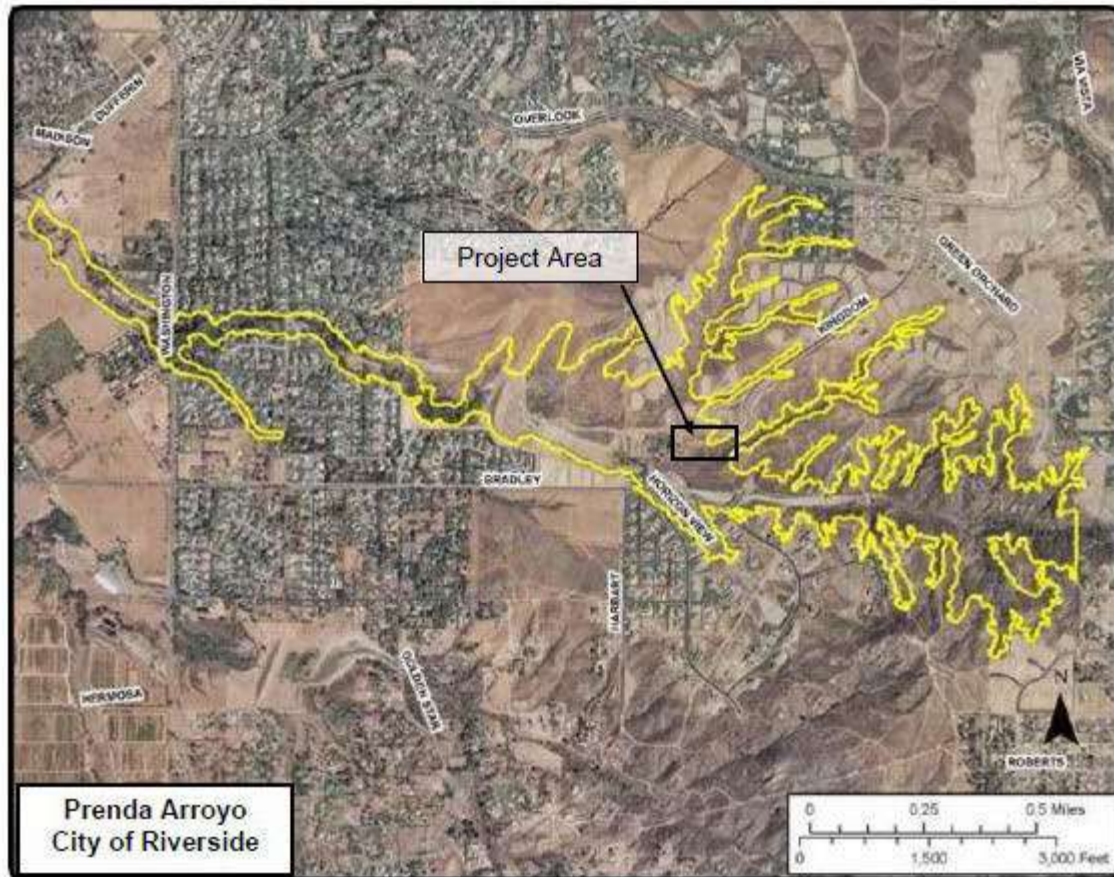 MADISON
DUFFERIN
OVERLOOK
VIA VISTA
Project Area
GREEN ORCHARD
WASHINGTON
KINGDOM
BRADLEY
HORIZON VIEW
HARBART
GOLDEN STAR
HERMOSA
N
ROBERTS
Prenda Arroyo
City of Riverside
0 0.25 0.5 Miles
0 1,500 3,000 Feet